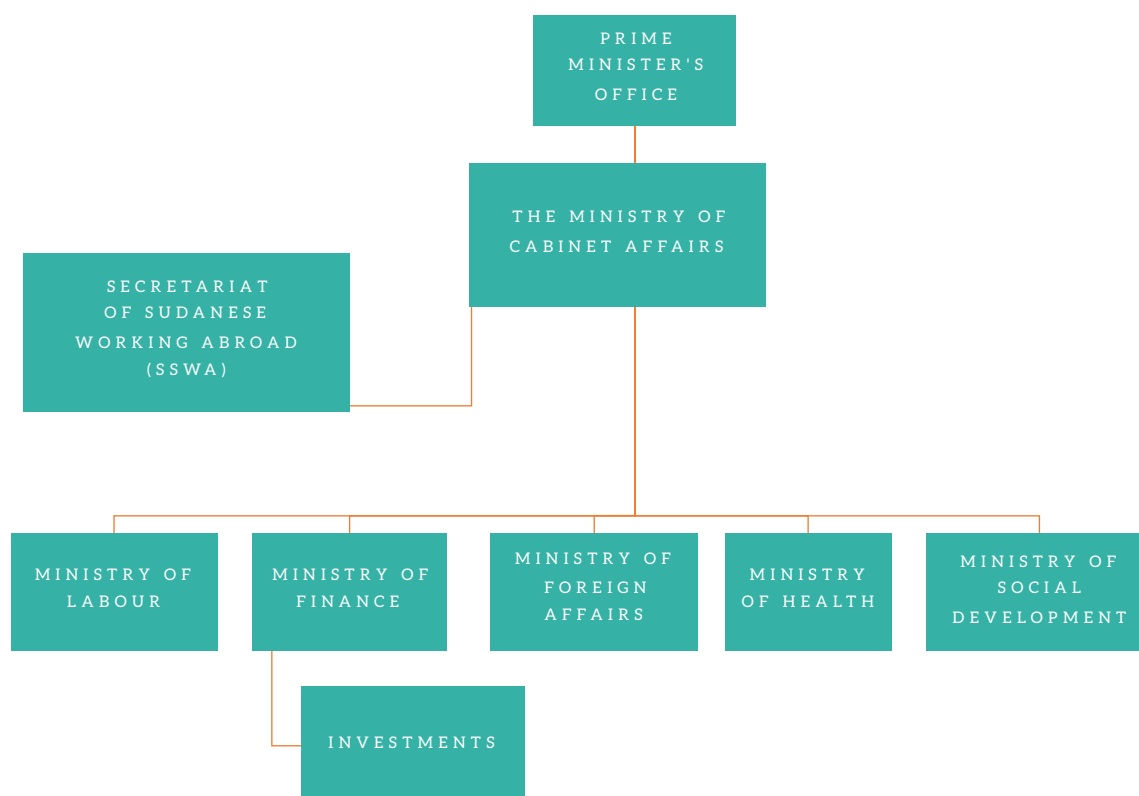 PRIME
MINISTER'S
OFFICE
THE MINISTRY OF
CABINET AFFAIRS
SECRETARIAT
OF SUDANESE
WORKING ABROAD
(SSWA)
MINISTRY OF
LABOUR
MINISTRY OF
FINANCE
MINISTRY OF
FOREIGN
AFFAIRS
MINISTRY
OF HEALTH
MINISTRY OF
SOCIAL
DEVELOPMENT
INVESTMENTS